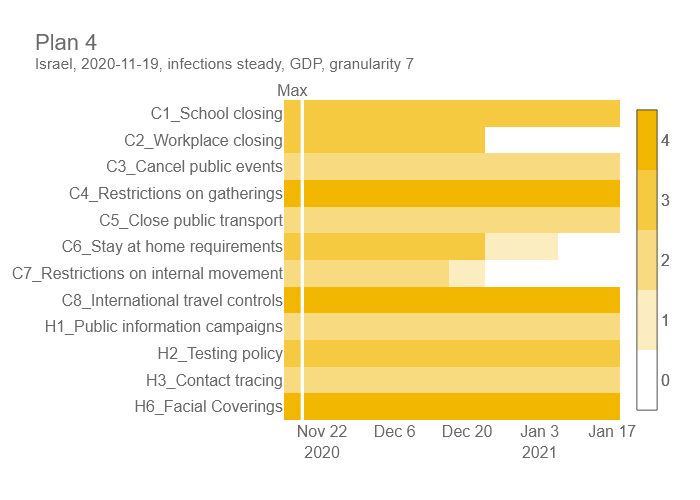 Plan 4
Israel, 2020-11-19, infections steady, GDP, granularity 7
Max
C1_School closing
C2_Workplace closing
C3_Cancel public events
C4_Restrictions on gatherings
C5_Close public transport
C6_Stay at home requirements
C7_Restrictions on internal movement
C8_International travel controls
H1_Public information campaigns
H2_Testing policy
H3_Contact tracing
H6_Facial Coverings
Nov 22 Dec 6 Dec 20 Jan 3 Jan 17
2020 2021
4
3
2
1
0